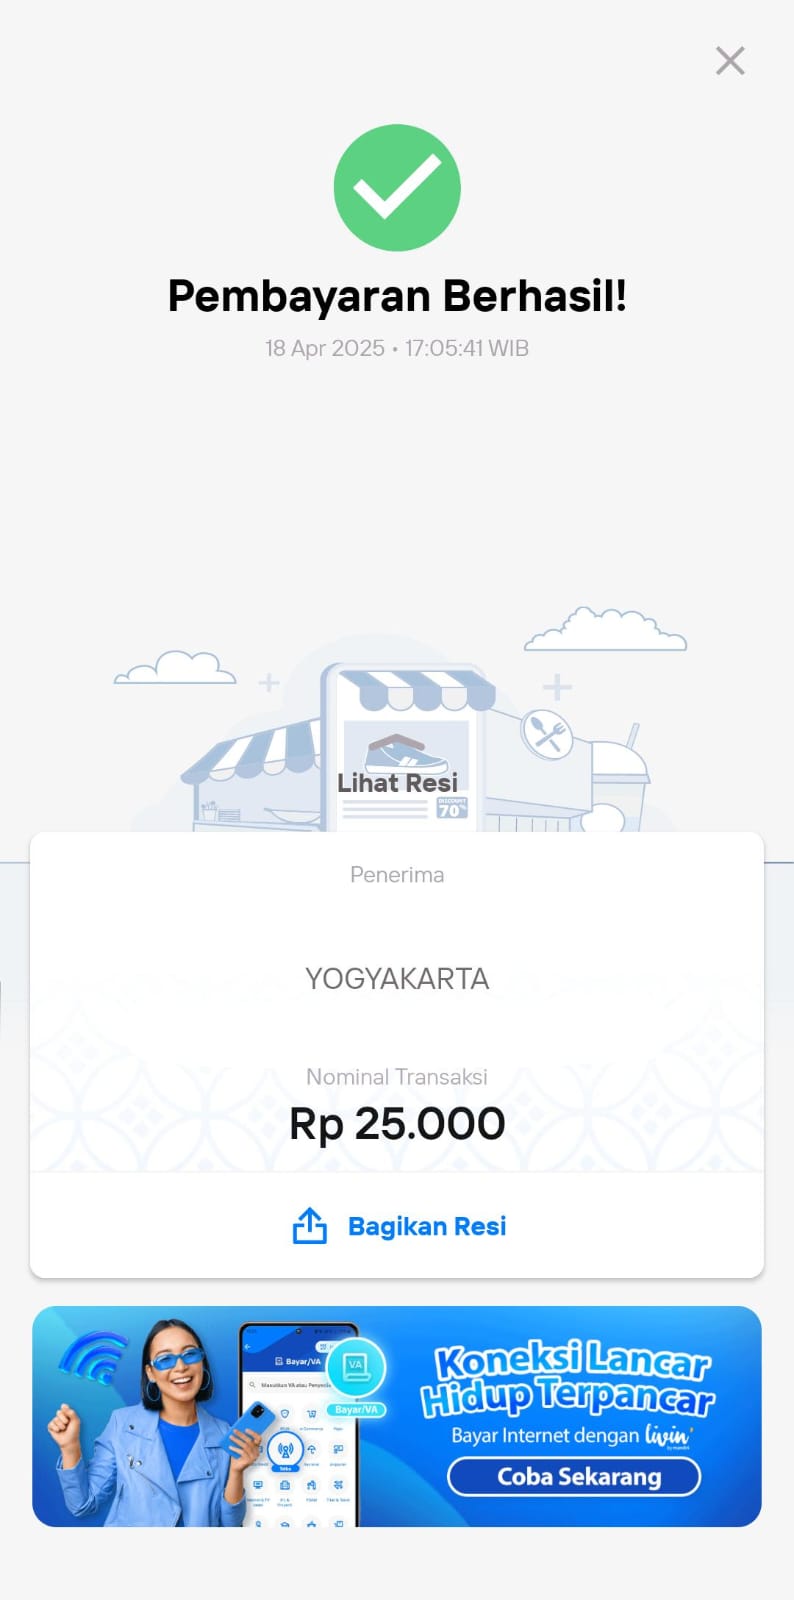 Pembayaran Berhasil!
18 Apr 2025 • 17:05:41 WIB
Lihat Resi
DISCOUNT
70%
Penerima
YOGYAKARTA
Nominal Transaksi
Rp 25.000
Bagikan Resi
Bayar/VA
Masukkan VA atau Penyedia
VA
Bayar/VA
Koneksi Lancar
Hidup Terpancar
Bayar Internet dengan livin'
by mandiri
Coba Sekarang